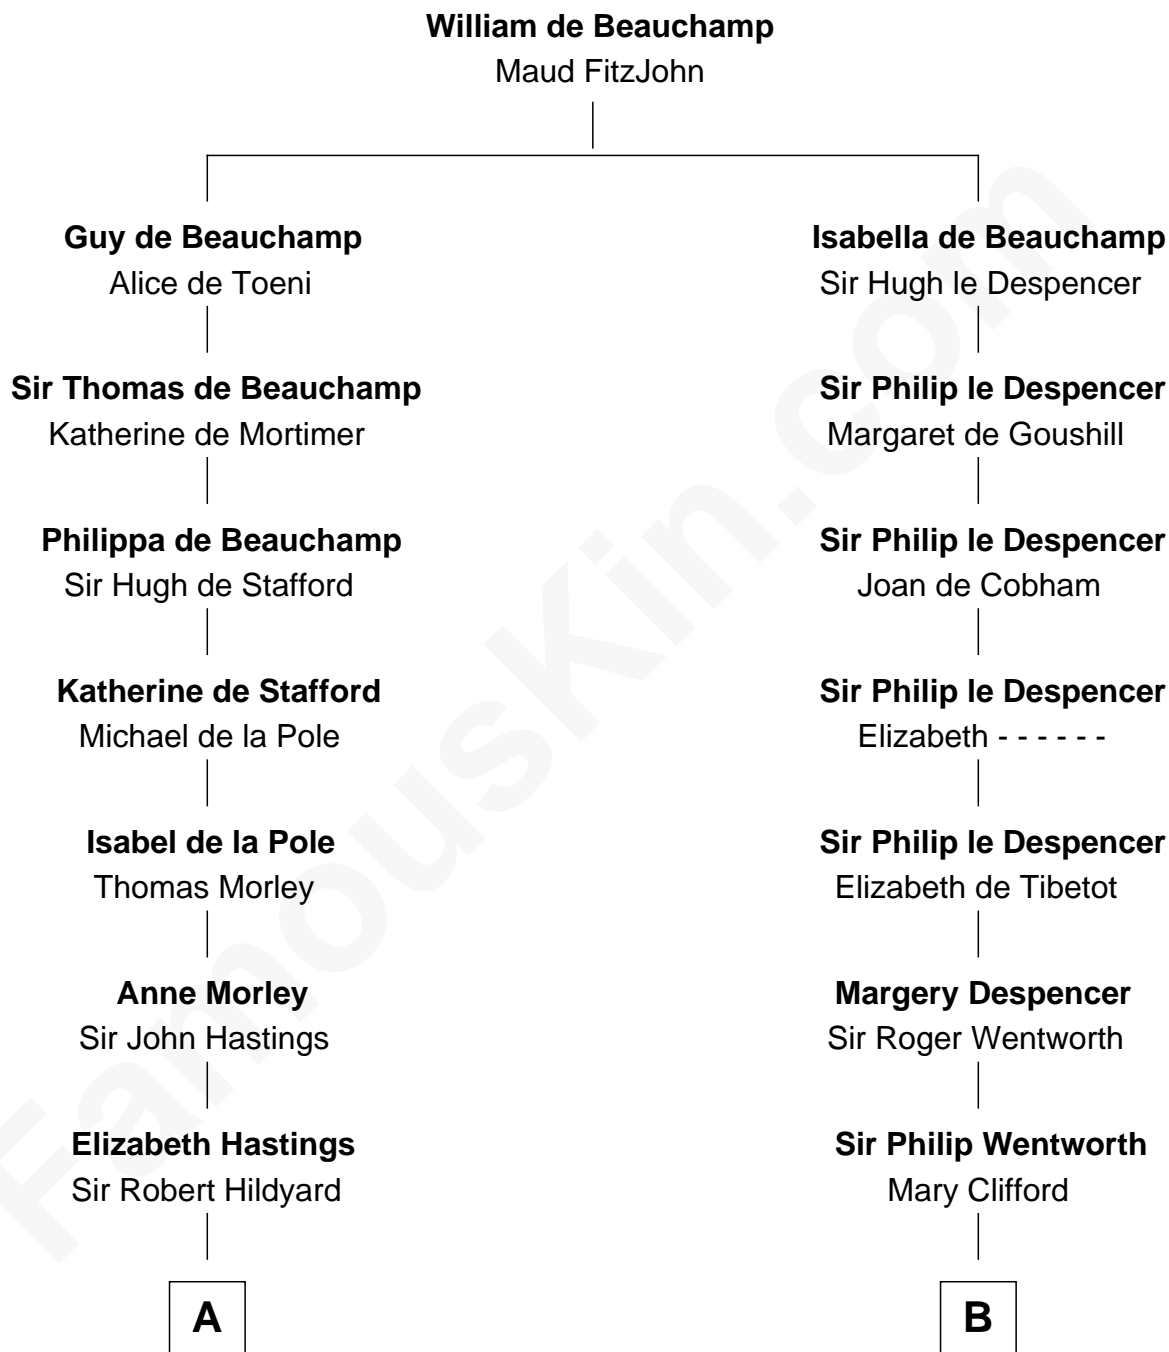 William de Beauchamp
Maud FitzJohn
Guy de Beauchamp
Alice de Toeni
Isabella de Beauchamp
Sir Hugh le Despencer
Sir Thomas de Beauchamp
Katherine de Mortimer
Sir Philip le Despencer
Margaret de Goushill
Philippa de Beauchamp
Sir Hugh de Stafford
Sir Philip le Despencer
Joan de Cobham
Katherine de Stafford
Michael de la Pole
Sir Philip le Despencer
Elizabeth - - - - - -
Isabel de la Pole
Thomas Morley
Sir Philip le Despencer
Elizabeth de Tibetot
Anne Morley
Sir John Hastings
Margery Despencer
Sir Roger Wentworth
Elizabeth Hastings
Sir Robert Hildyard
Sir Philip Wentworth
Mary Clifford
A
B
FamousKin.com